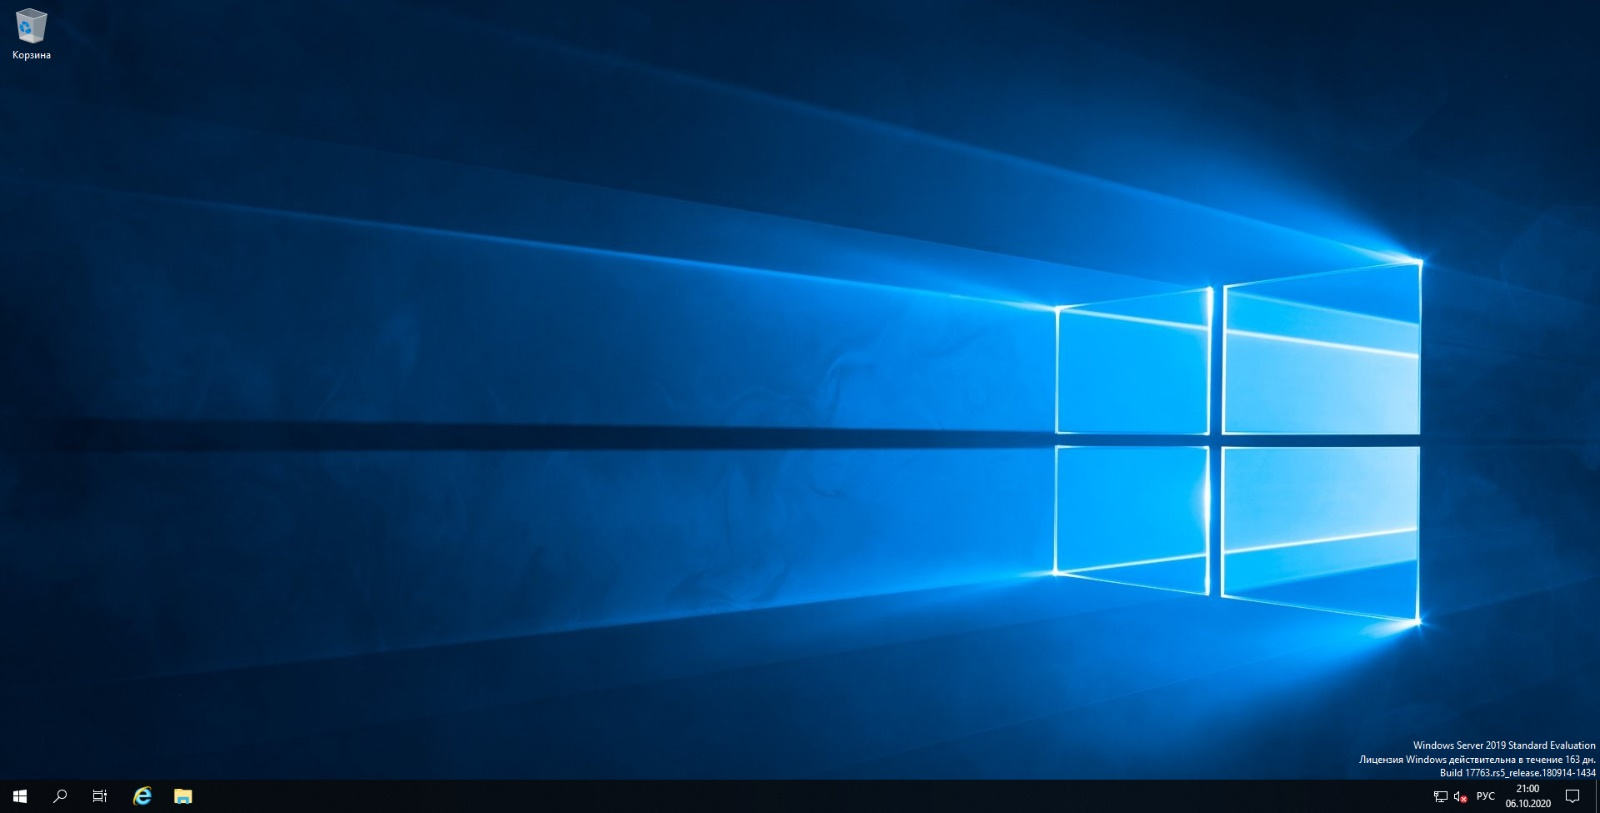 Корзина
Windows Server 2019 Standard Evaluation
Лицензия Windows действительна в течение 163 дн.
Build 17763.rs5_release.180914-1434
РУС
21:00
06.10.2020